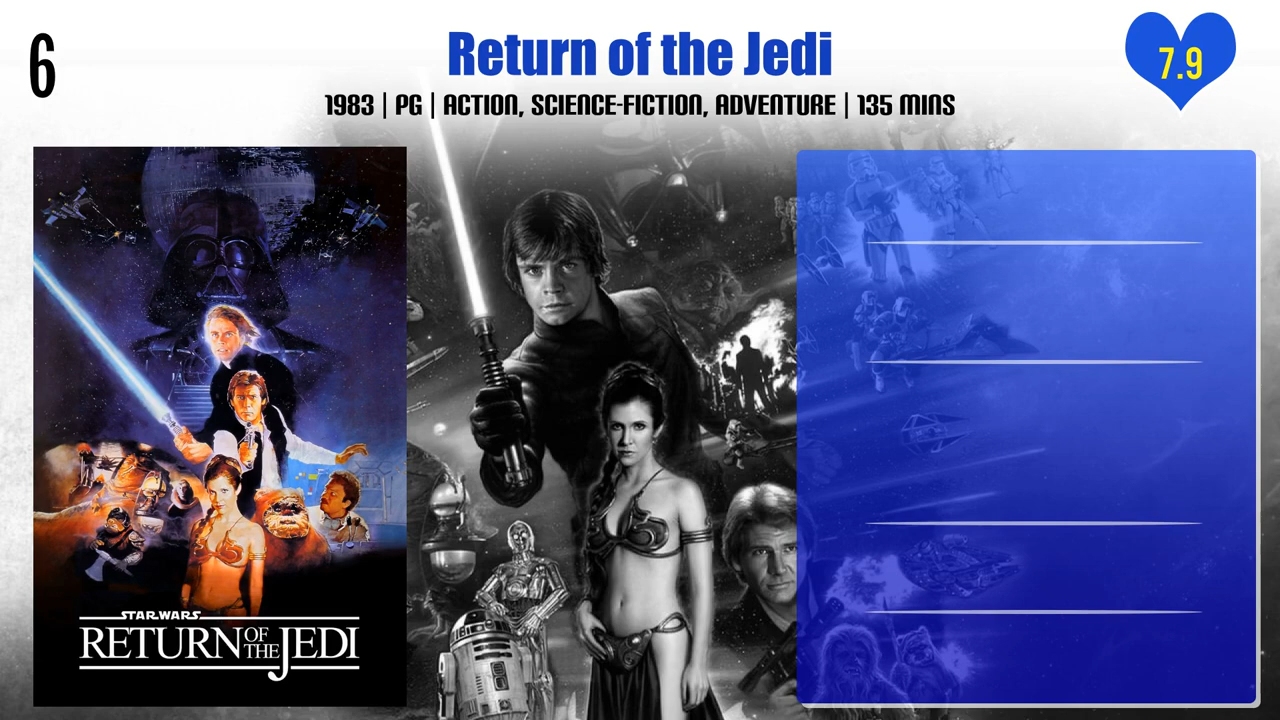 6
Return of the Jedi
7.9
1983 | PG | ACTION, SCIENCE-FICTION, ADVENTURE | 135 MINS
STAR WARS
RETURN OF THE JEDI